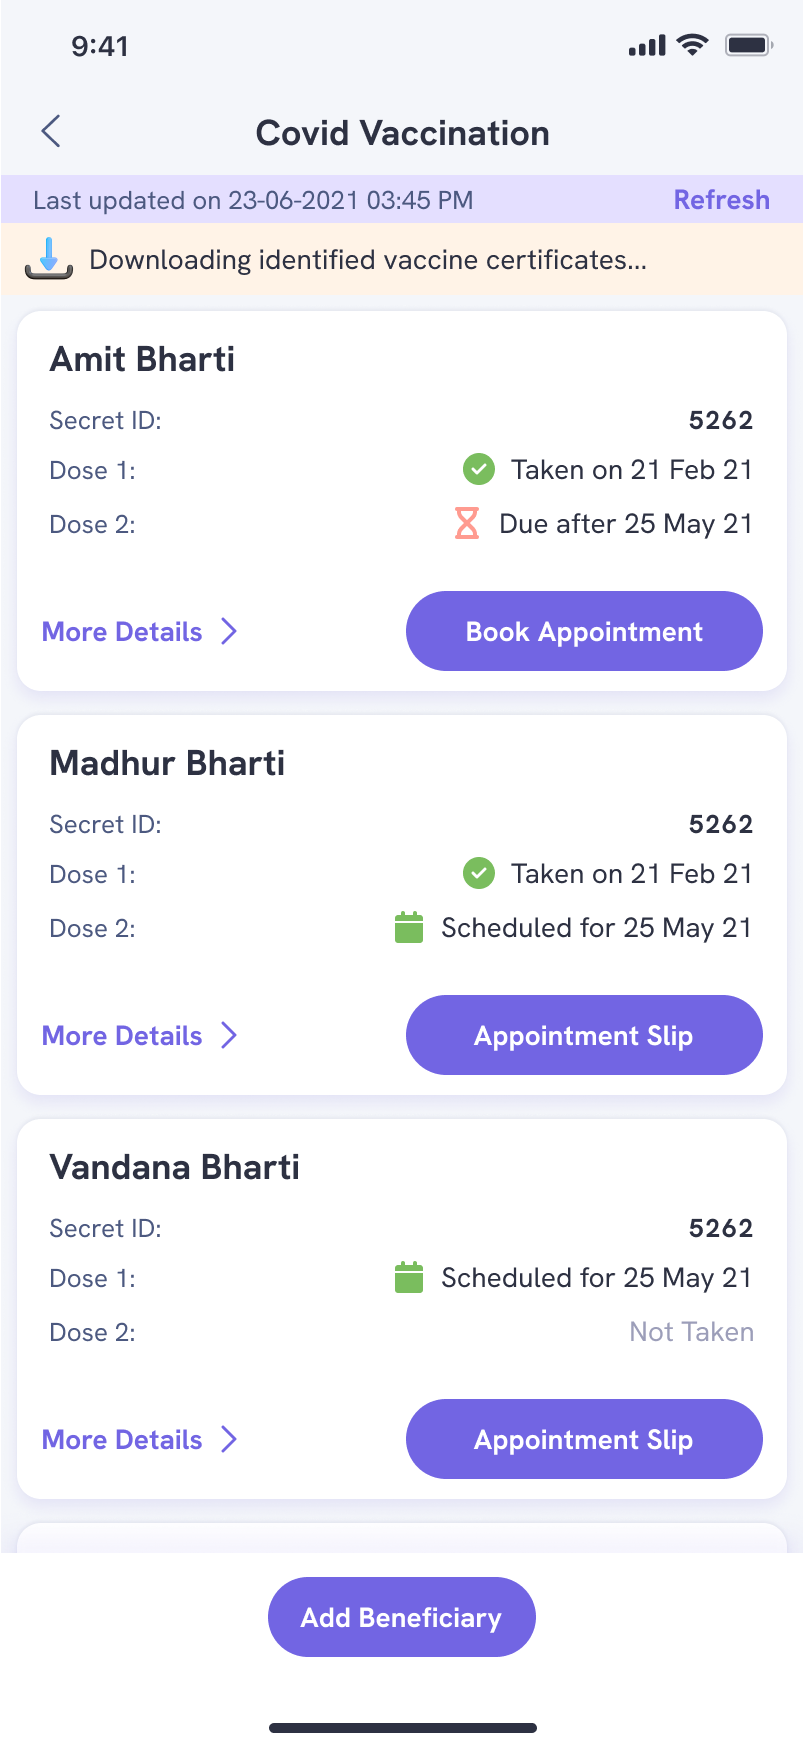 9:41
Covid Vaccination
Last updated on 23-06-2021 03:45 PM Refresh
Downloading identified vaccine certificates...
Amit Bharti
Secret ID: 5262
Dose 1: Taken on 21 Feb 21
Dose 2: Due after 25 May 21
More Details Book Appointment
Madhur Bharti
Secret ID: 5262
Dose 1: Taken on 21 Feb 21
Dose 2: Scheduled for 25 May 21
More Details Appointment Slip
Vandana Bharti
Secret ID: 5262
Dose 1: Scheduled for 25 May 21
Dose 2: Not Taken
More Details Appointment Slip
Add Beneficiary